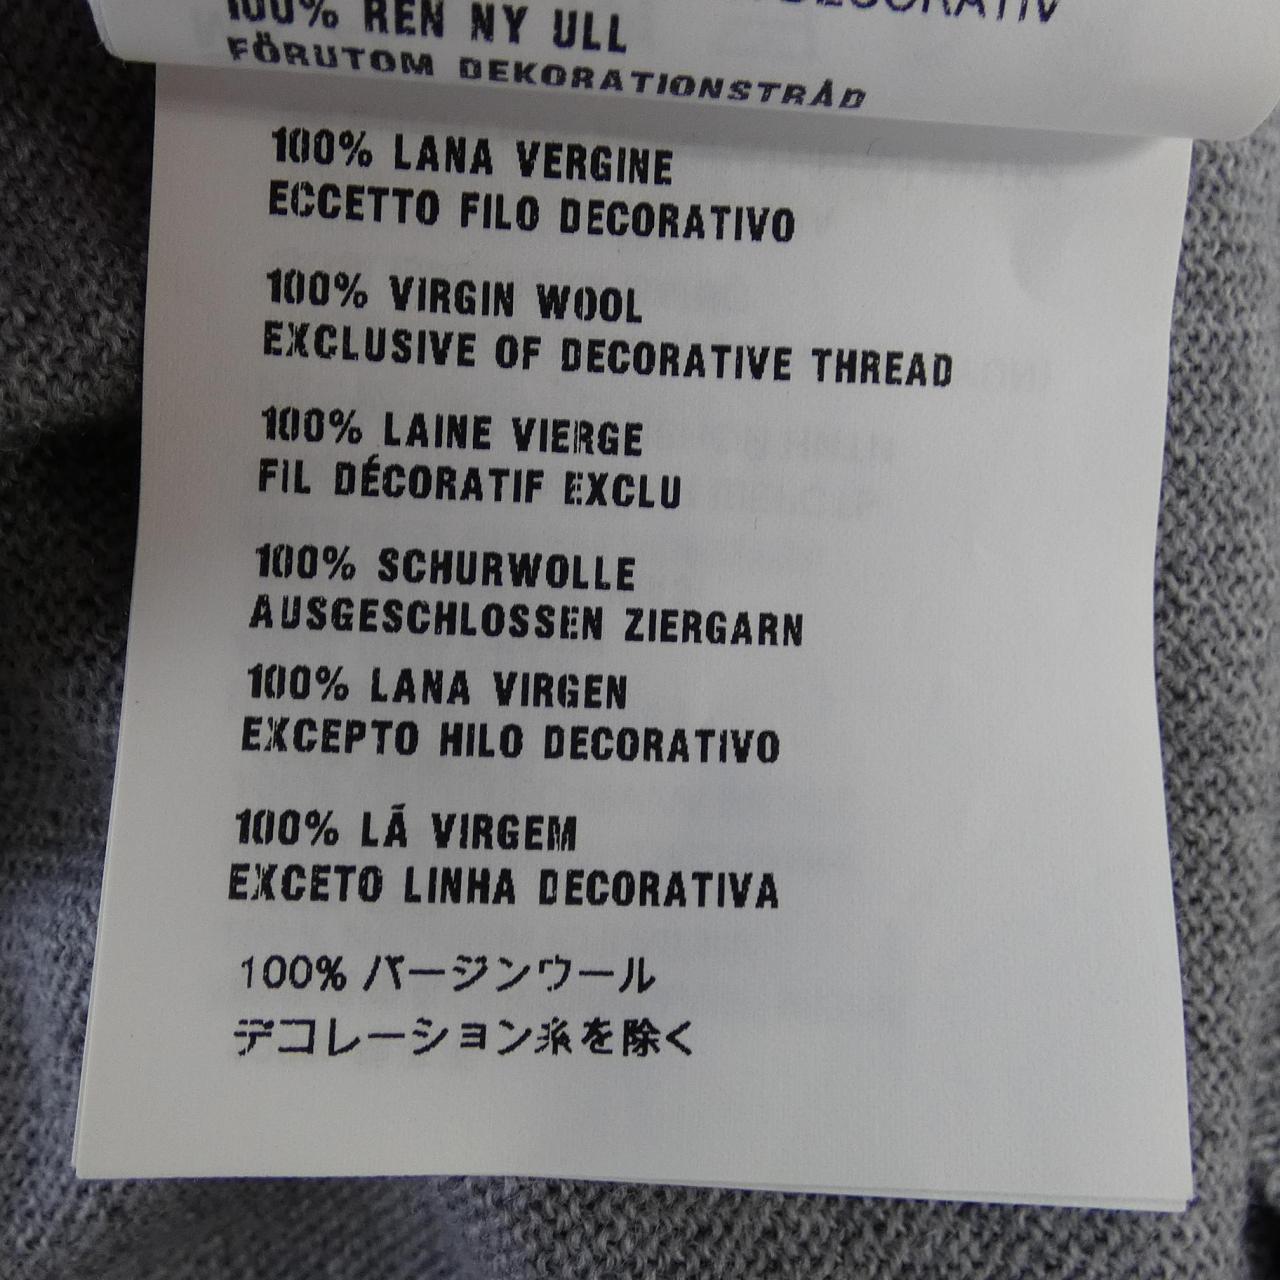 DECORATIV
100% REN NY ULL
FÖRUTOM DEKORATIONSTRÅD
100% LANA VERGINE
ECCETTO FILO DECORATIVO
100% VIRGIN WOOL
EXCLUSIVE OF DECORATIVE THREAD
100% LAINE VIERGE
FIL DÉCORATIF EXCLU
100% SCHURWOLLE
AUSGESCHLOSSEN ZIERGARN
100% LANA VIRGEN
EXCEPTO HILO DECORATIVO
100% LÃ VIRGEM
EXCETO LINHA DECORATIVA
100% バージンウール
デコレーション糸を除く